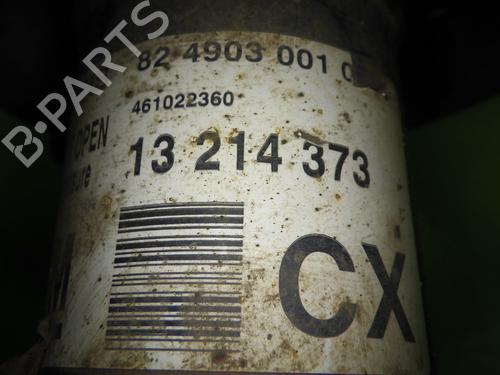 82 4903 001
461022360
OPEN
13 214 373
CX
B-PARTS